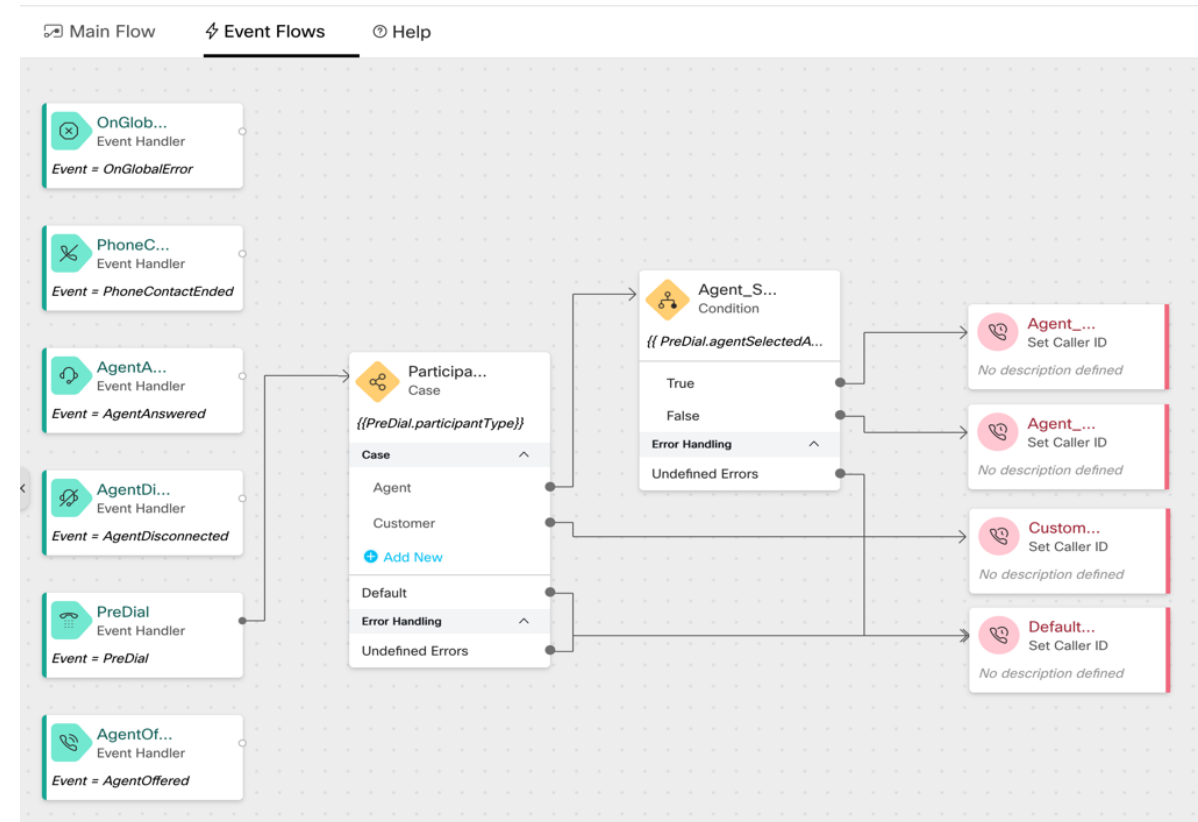 Main Flow
Event Flows
Help
OnGlob...
Event Handler
Event = OnGlobalError
PhoneC...
Event Handler
Event = PhoneContactEnded
AgentA...
Event Handler
Event = AgentAnswered
AgentDi...
Event Handler
Event = AgentDisconnected
PreDial
Event Handler
Event = PreDial
AgentOf...
Event Handler
Event = AgentOffered
Participa...
Case
{{PreDial.participantType}}
Case
Agent
Customer
Add New
Default
Error Handling
Undefined Errors
Agent_S...
Condition
{{ PreDial.agentSelectedA...
True
False
Error Handling
Undefined Errors
Agent_...
Set Caller ID
No description defined
Agent_...
Set Caller ID
No description defined
Custom...
Set Caller ID
No description defined
Default...
Set Caller ID
No description defined